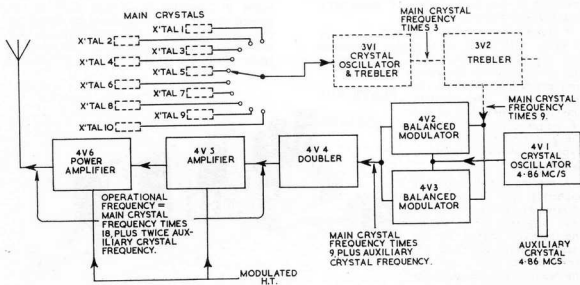 MAIN CRYSTALS
X'TAL 1
X'TAL 2
X'TAL 3
X'TAL 4
X'TAL 5
X'TAL 6
X'TAL 7
X'TAL 8
X'TAL 9
X'TAL 10
MAIN CRYSTAL
FREQUENCY
TIMES 3
3V1
CRYSTAL
OSCILLATOR
& TREBLER
3V2
TREBLER
MAIN CRYSTAL
FREQUENCY
TIMES 9.
4V6
POWER
AMPLIFIER
4V5
AMPLIFIER
4V4
DOUBLER
4V2
BALANCED
MODULATOR
4V3
BALANCED
MODULATOR
4V1
CRYSTAL
OSCILLATOR
4·86 MC/S
OPERATIONAL
FREQUENCY =
MAIN CRYSTAL
FREQUENCY TIMES
18, PLUS TWICE AUX-
ILIARY CRYSTAL
FREQUENCY.
MAIN CRYSTAL
FREQUENCY TIMES
9, PLUS AUXILIARY
CRYSTAL FREQUENCY.
AUXILIARY
CRYSTAL
4·86 MCS
MODULATED
H.T.